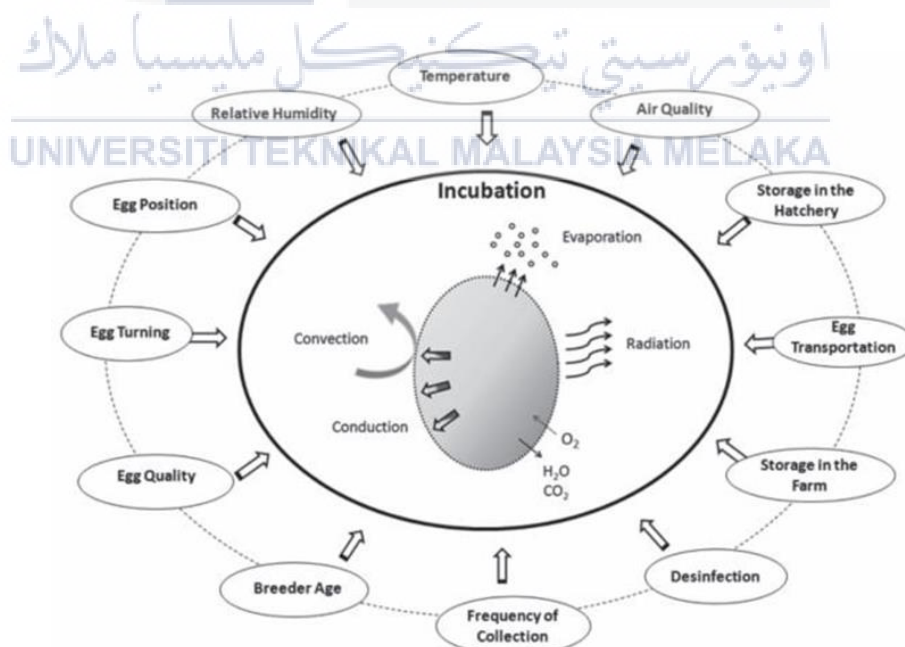 اونيۏرسيتي تيكنيكل مليسيا ملاك
UNIVERSITI TEKNIKAL MALAYSIA MELAKA
Temperature
Relative Humidity
Air Quality
Egg Position
Storage in the
Hatchery
Incubation
Evaporation
Egg Turning
Convection
Radiation
Egg
Transportation
Conduction
O₂
H₂O
CO₂
Egg Quality
Storage in the
Farm
Breeder Age
Desinfection
Frequency of
Collection